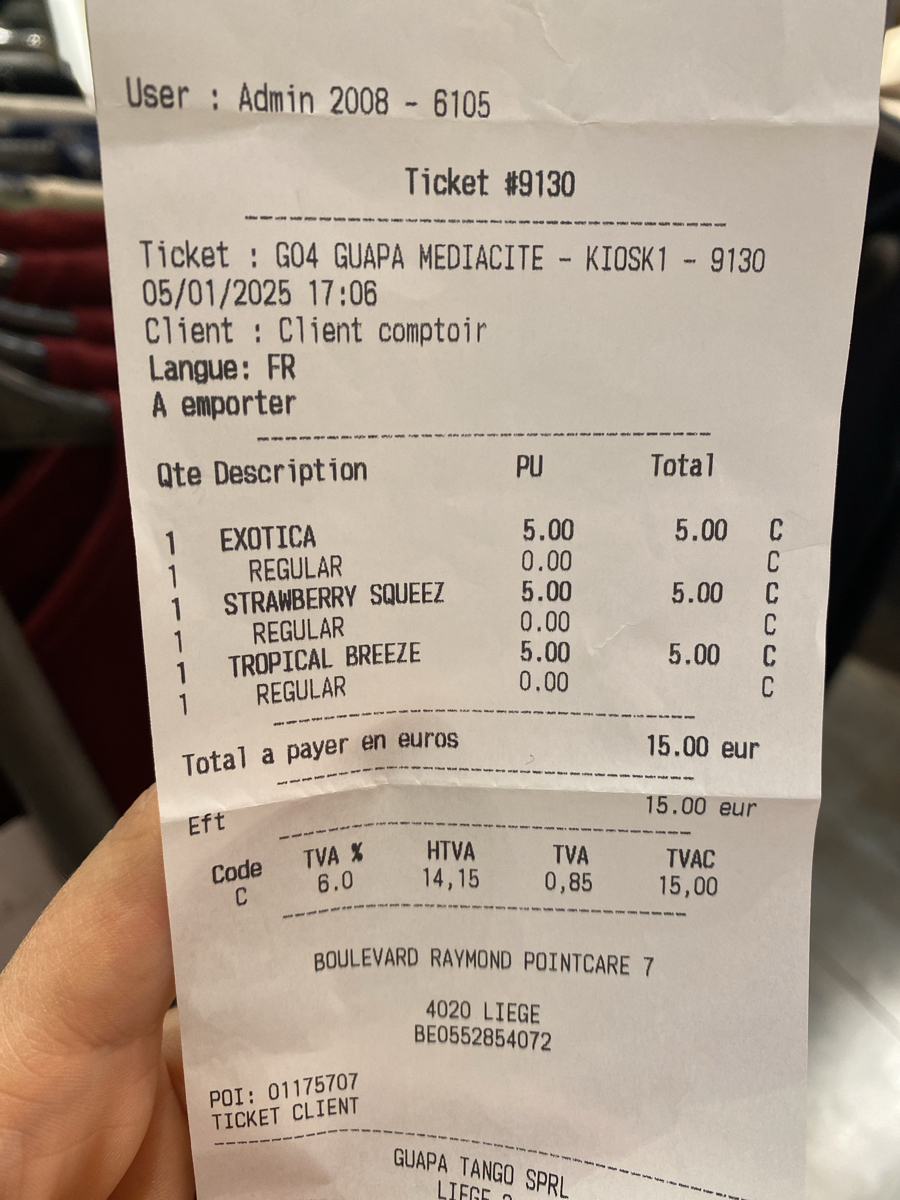 User : Admin 2008 - 6105
Ticket #9130
Ticket : GO4 GUAPA MEDIACITE - KIOSK1 - 9130
05/01/2025 17:06
Client : Client comptoir
Langue: FR
A emporter
Qte Description PU Total
1 EXOTICA 5.00 5.00 C
1 REGULAR 0.00 C
1 STRAWBERRY SQUEEZ 5.00 5.00 C
1 REGULAR 0.00 C
1 TROPICAL BREEZE 5.00 5.00 C
1 REGULAR 0.00 C
Total a payer en euros 15.00 eur
Eft 15.00 eur
Code TVA % HTVA TVA TVAC
C 6.0 14,15 0,85 15,00
BOULEVARD RAYMOND POINTCARE 7
4020 LIEGE
BE0552854072
POI: 01175707
TICKET CLIENT
GUAPA TANGO SPRL
LIEGE